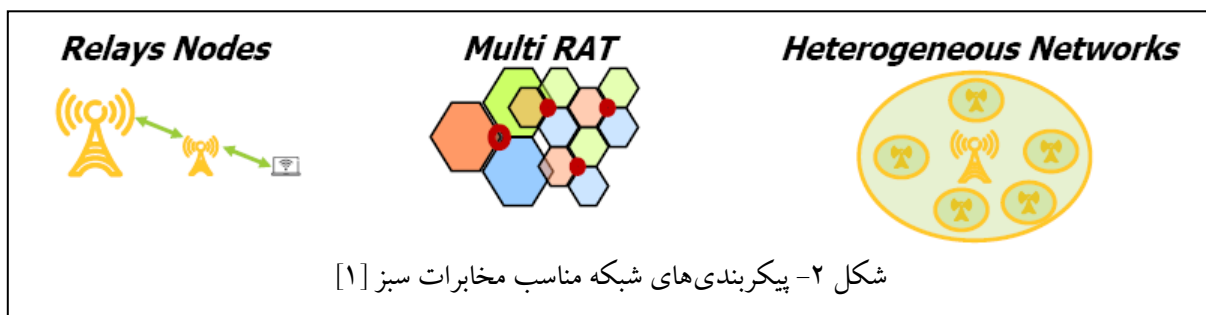 Relays Nodes
Multi RAT
Heterogeneous Networks
شکل ۲- پیکربندی‌های شبکه مناسب مخابرات سبز [۱]